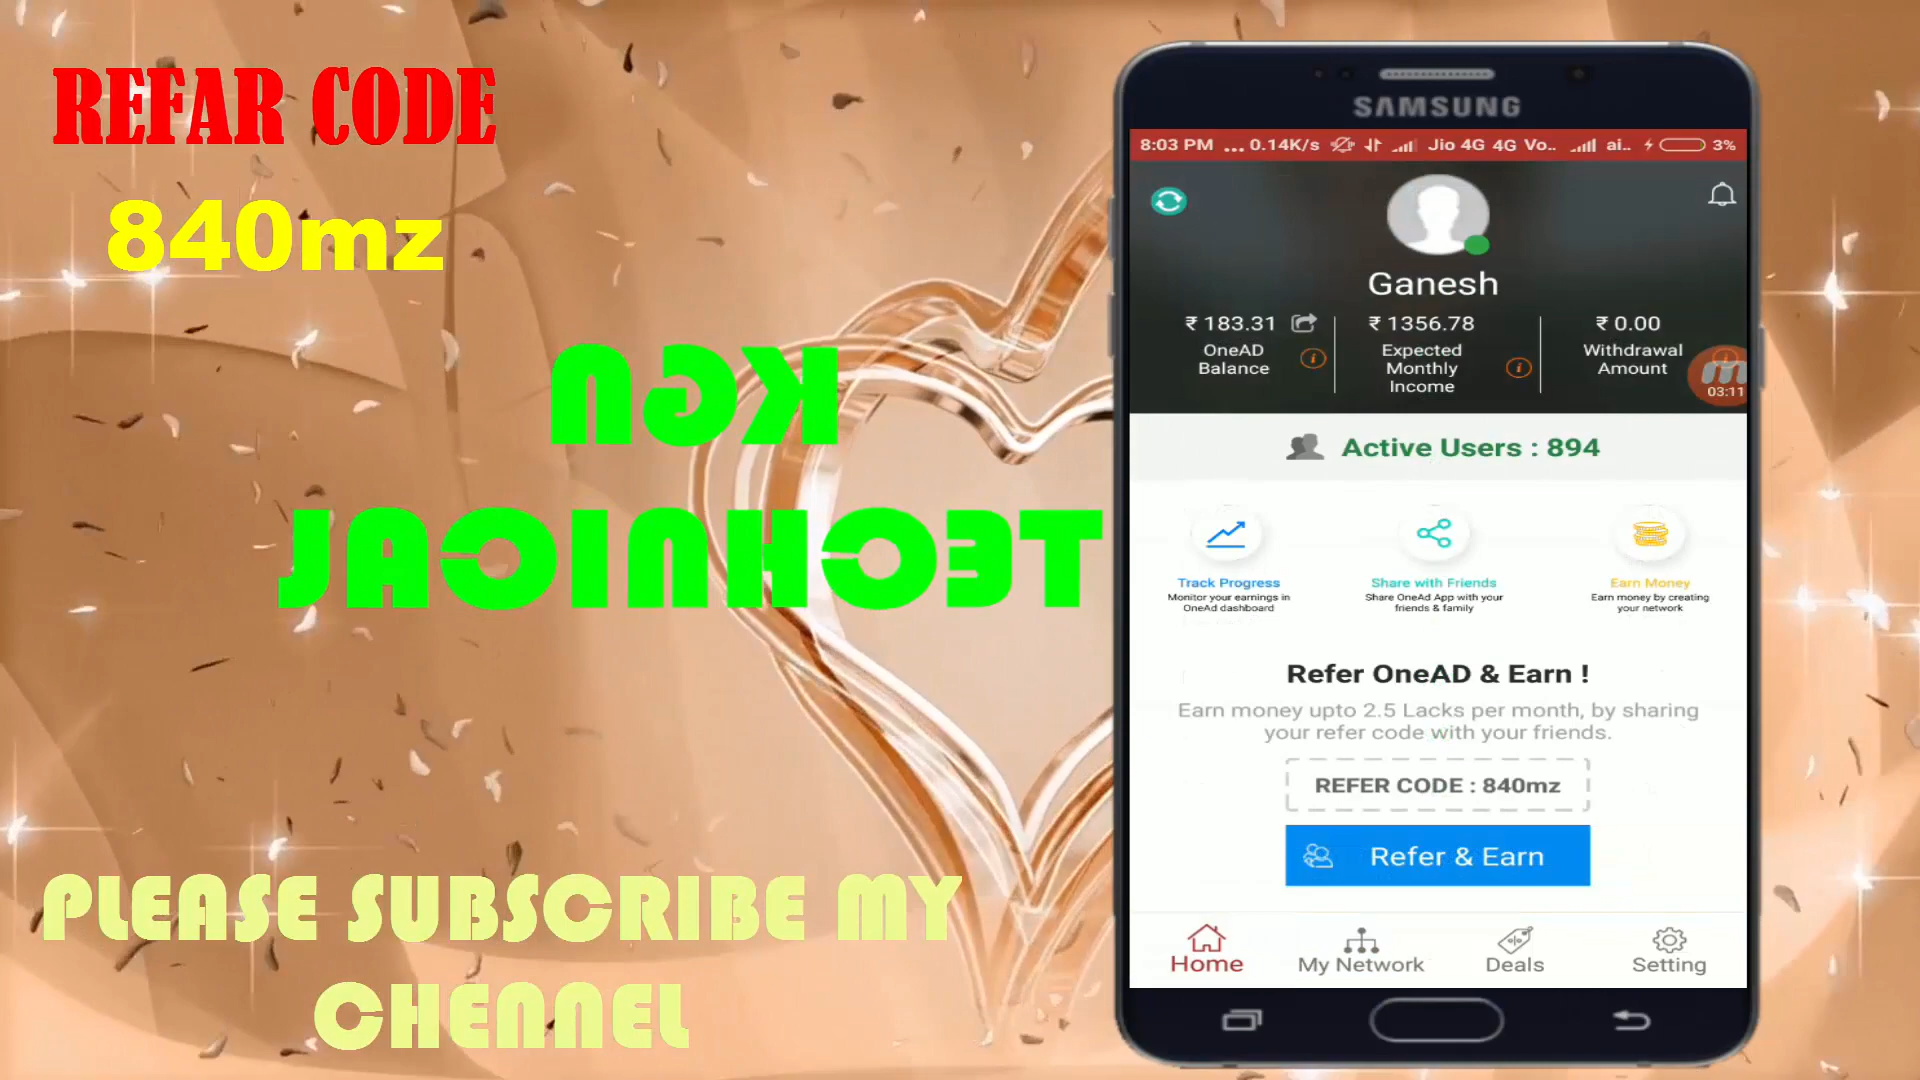 REFAR CODE
840mz
KGN
TECHNICAL
PLEASE SUBSCRIBE MY
CHENNEL
SAMSUNG
8:03 PM ... 0.14K/s Jio 4G 4G Vo.. ai.. 3%
Ganesh
₹ 183.31 ₹ 1356.78 ₹ 0.00
OneAD Balance
Expected Monthly Income
Withdrawal Amount
03:11
Active Users : 894
Track Progress
Monitor your earnings in
OneAd dashboard
Share with Friends
Share OneAd App with your
friends & family
Earn Money
Earn money by creating
your network
Refer OneAD & Earn !
Earn money upto 2.5 Lacks per month, by sharing
your refer code with your friends.
REFER CODE : 840mz
Refer & Earn
Home My Network Deals Setting